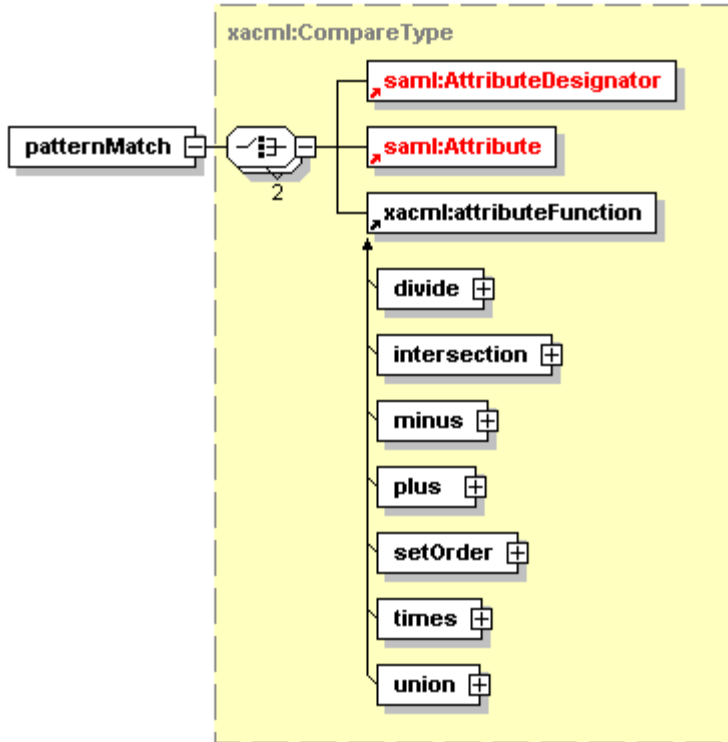 xacml:CompareType
saml:AttributeDesignator
patternMatch
saml:Attribute
2
xacml:attributeFunction
divide
intersection
minus
plus
setOrder
times
union